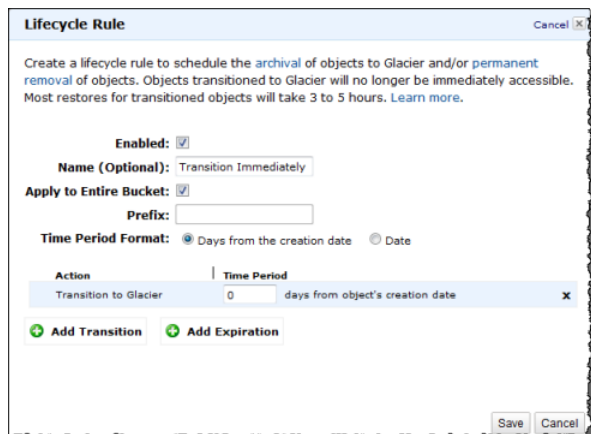 Lifecycle Rule
Cancel
Create a lifecycle rule to schedule the archival of objects to Glacier and/or permanent
removal of objects. Objects transitioned to Glacier will no longer be immediately accessible.
Most restores for transitioned objects will take 3 to 5 hours. Learn more.
Enabled:
Name (Optional): Transition Immediately
Apply to Entire Bucket:
Prefix:
Time Period Format: Days from the creation date Date
Action Time Period
Transition to Glacier 0 days from object's creation date x
Add Transition Add Expiration
Save Cancel